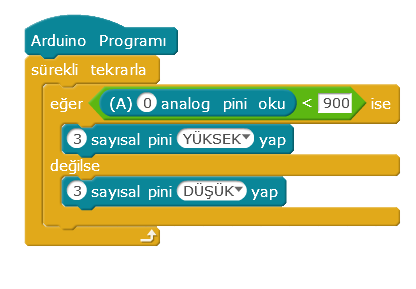 Arduino Programı
sürekli tekrarla
eğer (A) 0 analog pini oku < 900 ise
3 sayısal pini YÜKSEK yap
değilse
3 sayısal pini DÜŞÜK yap